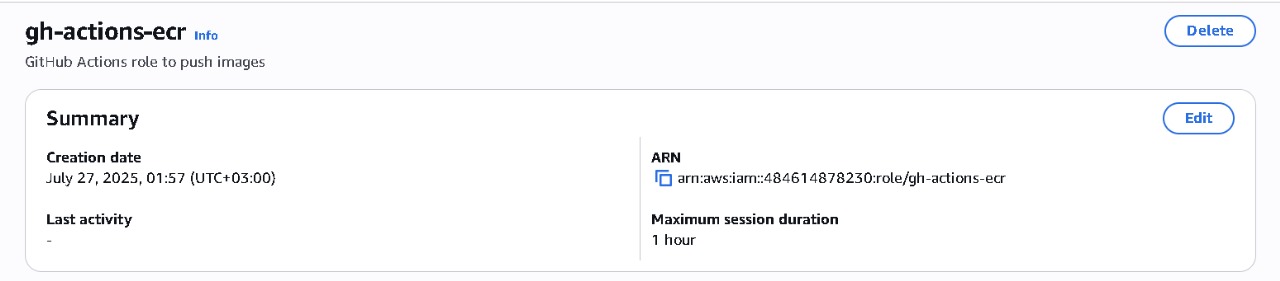 gh-actions-ecr Info
Delete
GitHub Actions role to push images
Summary
Edit
Creation date
July 27, 2025, 01:57 (UTC+03:00)
ARN
arn:aws:iam::484614878230:role/gh-actions-ecr
Last activity
-
Maximum session duration
1 hour